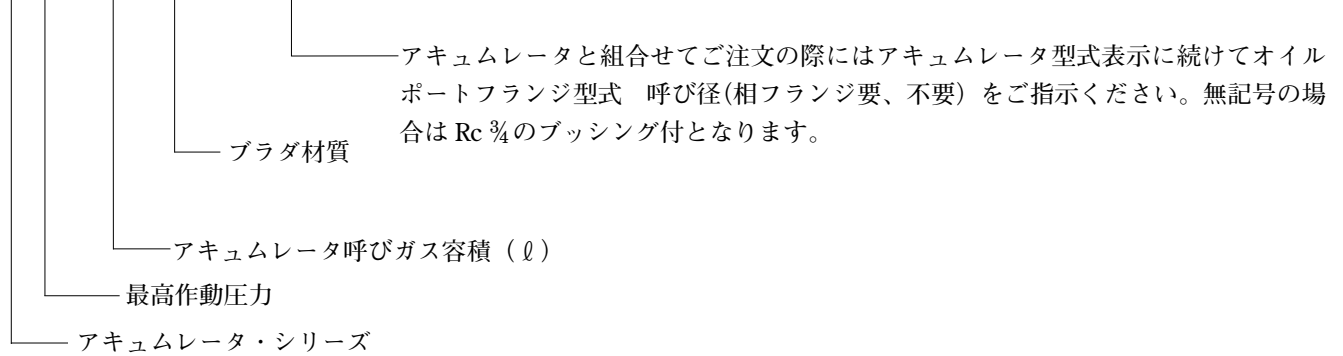 アキュムレータと組合せてご注文の際にはアキュムレータ型式表示に続けてオイル
ポートフランジ型式　呼び径(相フランジ要、不要）をご指示ください。無記号の場
合は Rc ¾のブッシング付となります。
ブラダ材質
アキュムレータ呼びガス容積（ℓ）
最高作動圧力
アキュムレータ・シリーズ